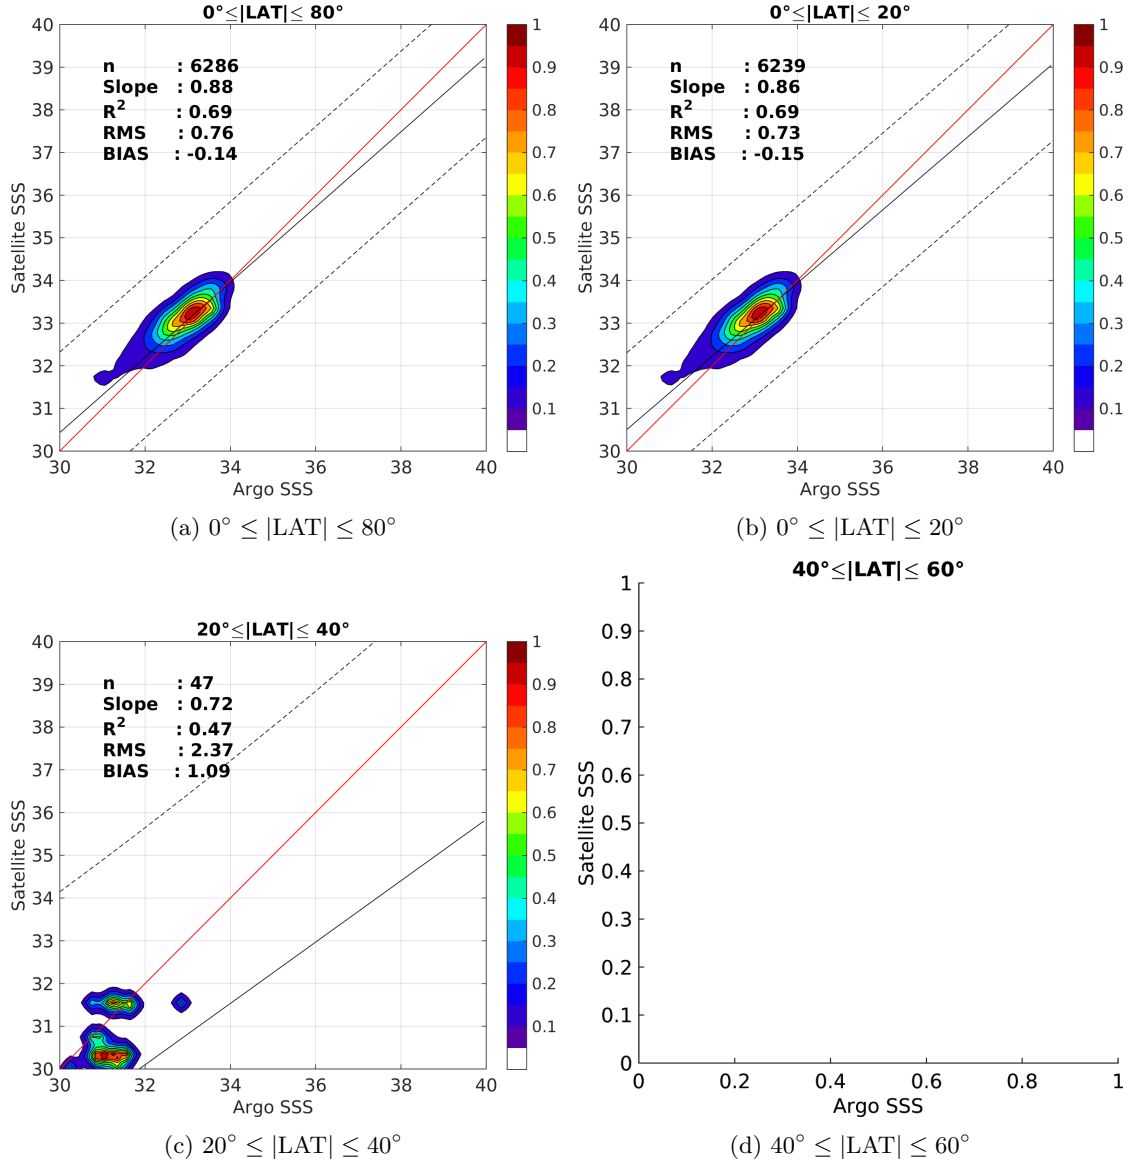 0°≤|LAT|≤ 80°
n : 6286
Slope : 0.88
R² : 0.69
RMS : 0.76
BIAS : -0.14
40
39
38
37
36
35
34
33
32
31
30
Satellite SSS
30 32 34 36 38 40
Argo SSS
1
0.9
0.8
0.7
0.6
0.5
0.4
0.3
0.2
0.1
(a) 0° ≤ |LAT| ≤ 80°
0°≤|LAT|≤ 20°
n : 6239
Slope : 0.86
R² : 0.69
RMS : 0.73
BIAS : -0.15
40
39
38
37
36
35
34
33
32
31
30
Satellite SSS
30 32 34 36 38 40
Argo SSS
1
0.9
0.8
0.7
0.6
0.5
0.4
0.3
0.2
0.1
(b) 0° ≤ |LAT| ≤ 20°
20°≤|LAT|≤ 40°
n : 47
Slope : 0.72
R² : 0.47
RMS : 2.37
BIAS : 1.09
40
39
38
37
36
35
34
33
32
31
30
Satellite SSS
30 32 34 36 38 40
Argo SSS
1
0.9
0.8
0.7
0.6
0.5
0.4
0.3
0.2
0.1
(c) 20° ≤ |LAT| ≤ 40°
40°≤|LAT|≤ 60°
1
0.9
0.8
0.7
0.6
0.5
0.4
0.3
0.2
0.1
0
Satellite SSS
0 0.2 0.4 0.6 0.8 1
Argo SSS
(d) 40° ≤ |LAT| ≤ 60°